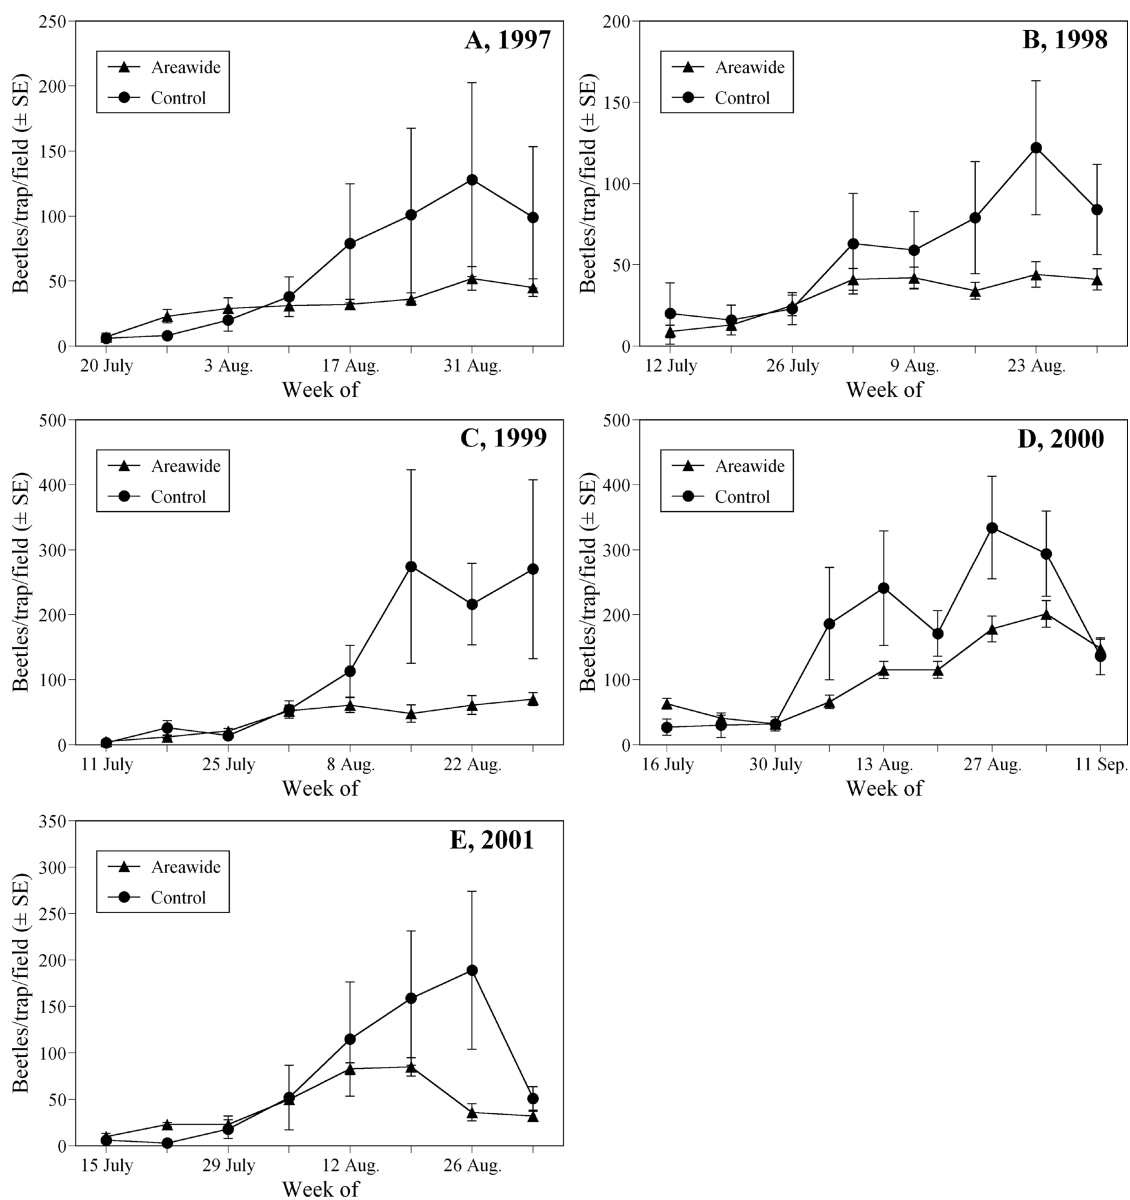 A, 1997
Beetles/trap/field (± SE)
250
200
150
100
50
0
Areawide
Control
20 July
3 Aug.
17 Aug.
31 Aug.
Week of
B, 1998
Beetles/trap/field (± SE)
200
150
100
50
0
Areawide
Control
12 July
26 July
9 Aug.
23 Aug.
Week of
C, 1999
Beetles/trap/field (± SE)
500
400
300
200
100
0
Areawide
Control
11 July
25 July
8 Aug.
22 Aug.
Week of
D, 2000
Beetles/trap/field (± SE)
500
400
300
200
100
0
Areawide
Control
16 July
30 July
13 Aug.
27 Aug.
11 Sep.
Week of
E, 2001
Beetles/trap/field (± SE)
350
300
250
200
150
100
50
0
Areawide
Control
15 July
29 July
12 Aug.
26 Aug.
Week of